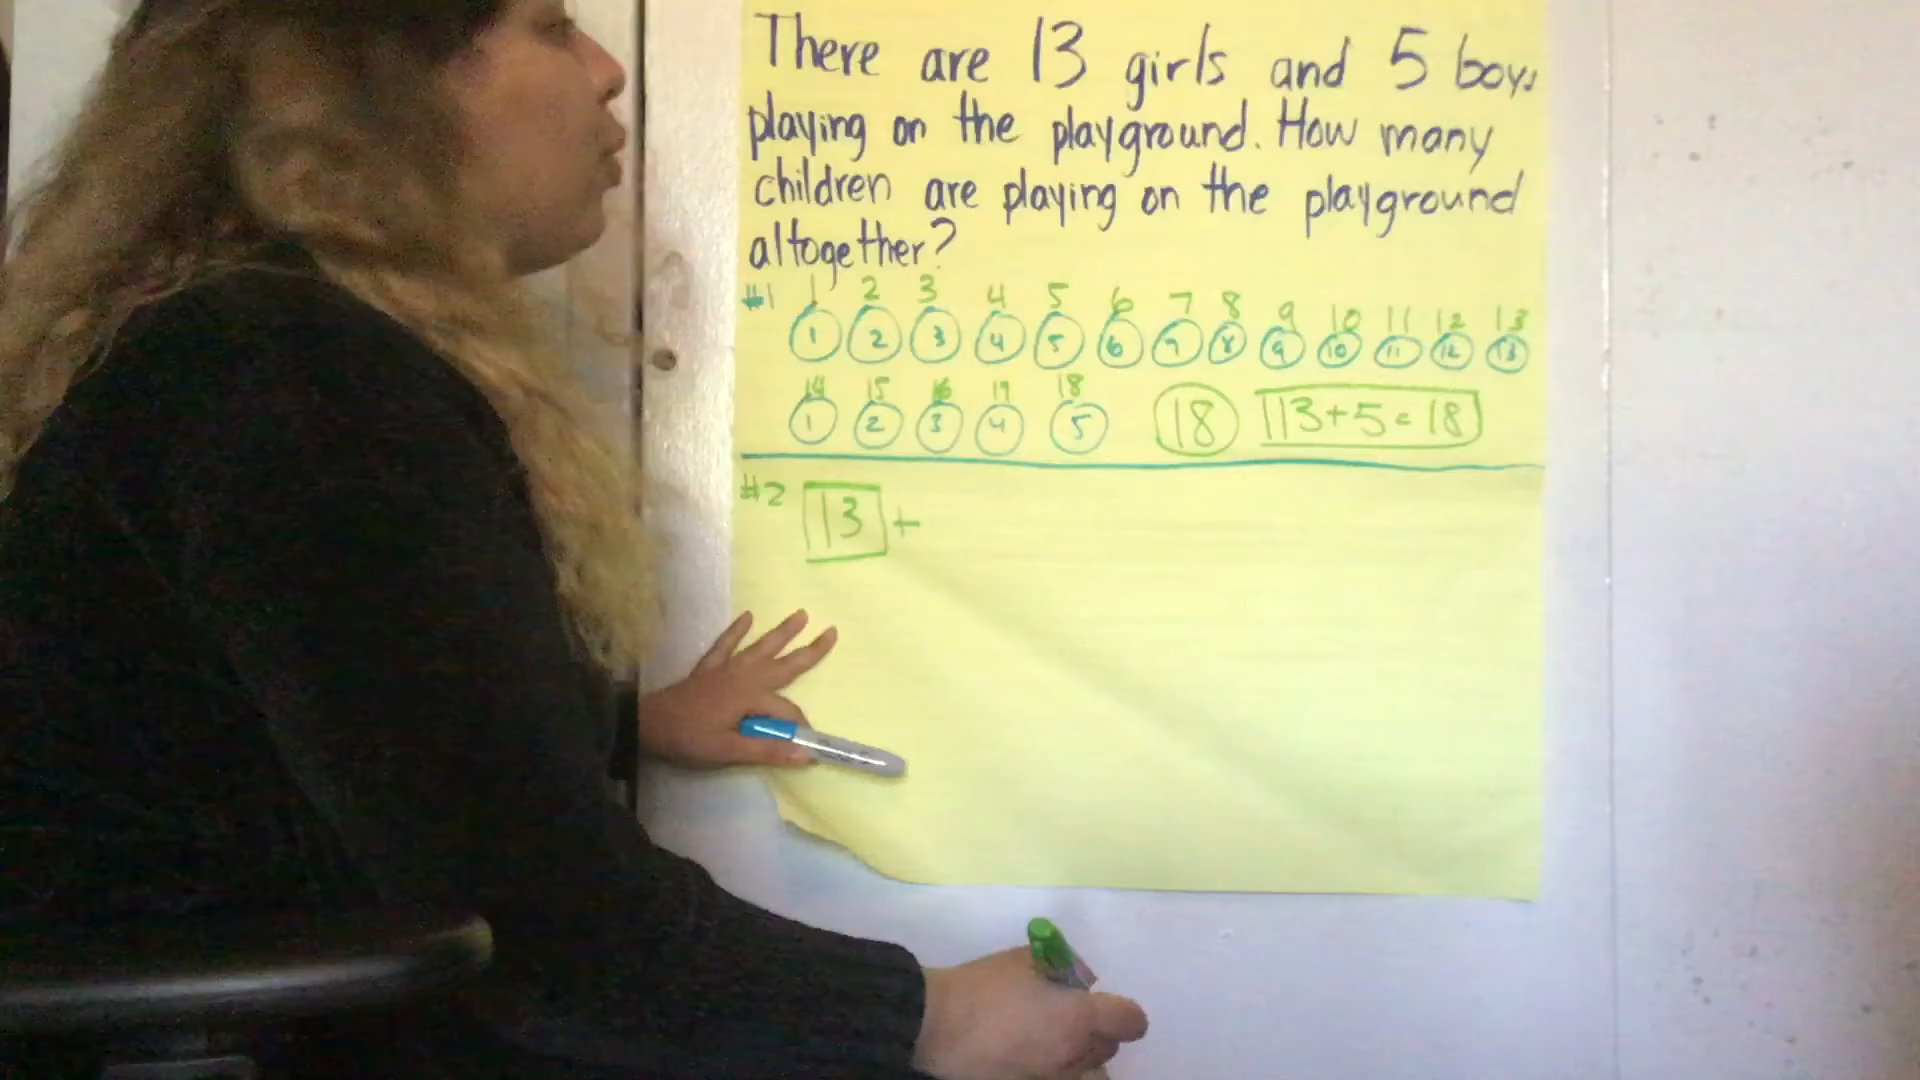 There are 13 girls and 5 boys
playing on the playground. How many
children are playing on the playground
altogether?
#1 1 2 3 4 5 6 7 8 9 10 11 12 13
1 2 3 4 5 6 7 8 9 10 11 12 13
14 15 16 17 18
1 2 3 4 5 18 13+5=18
#2 13 +